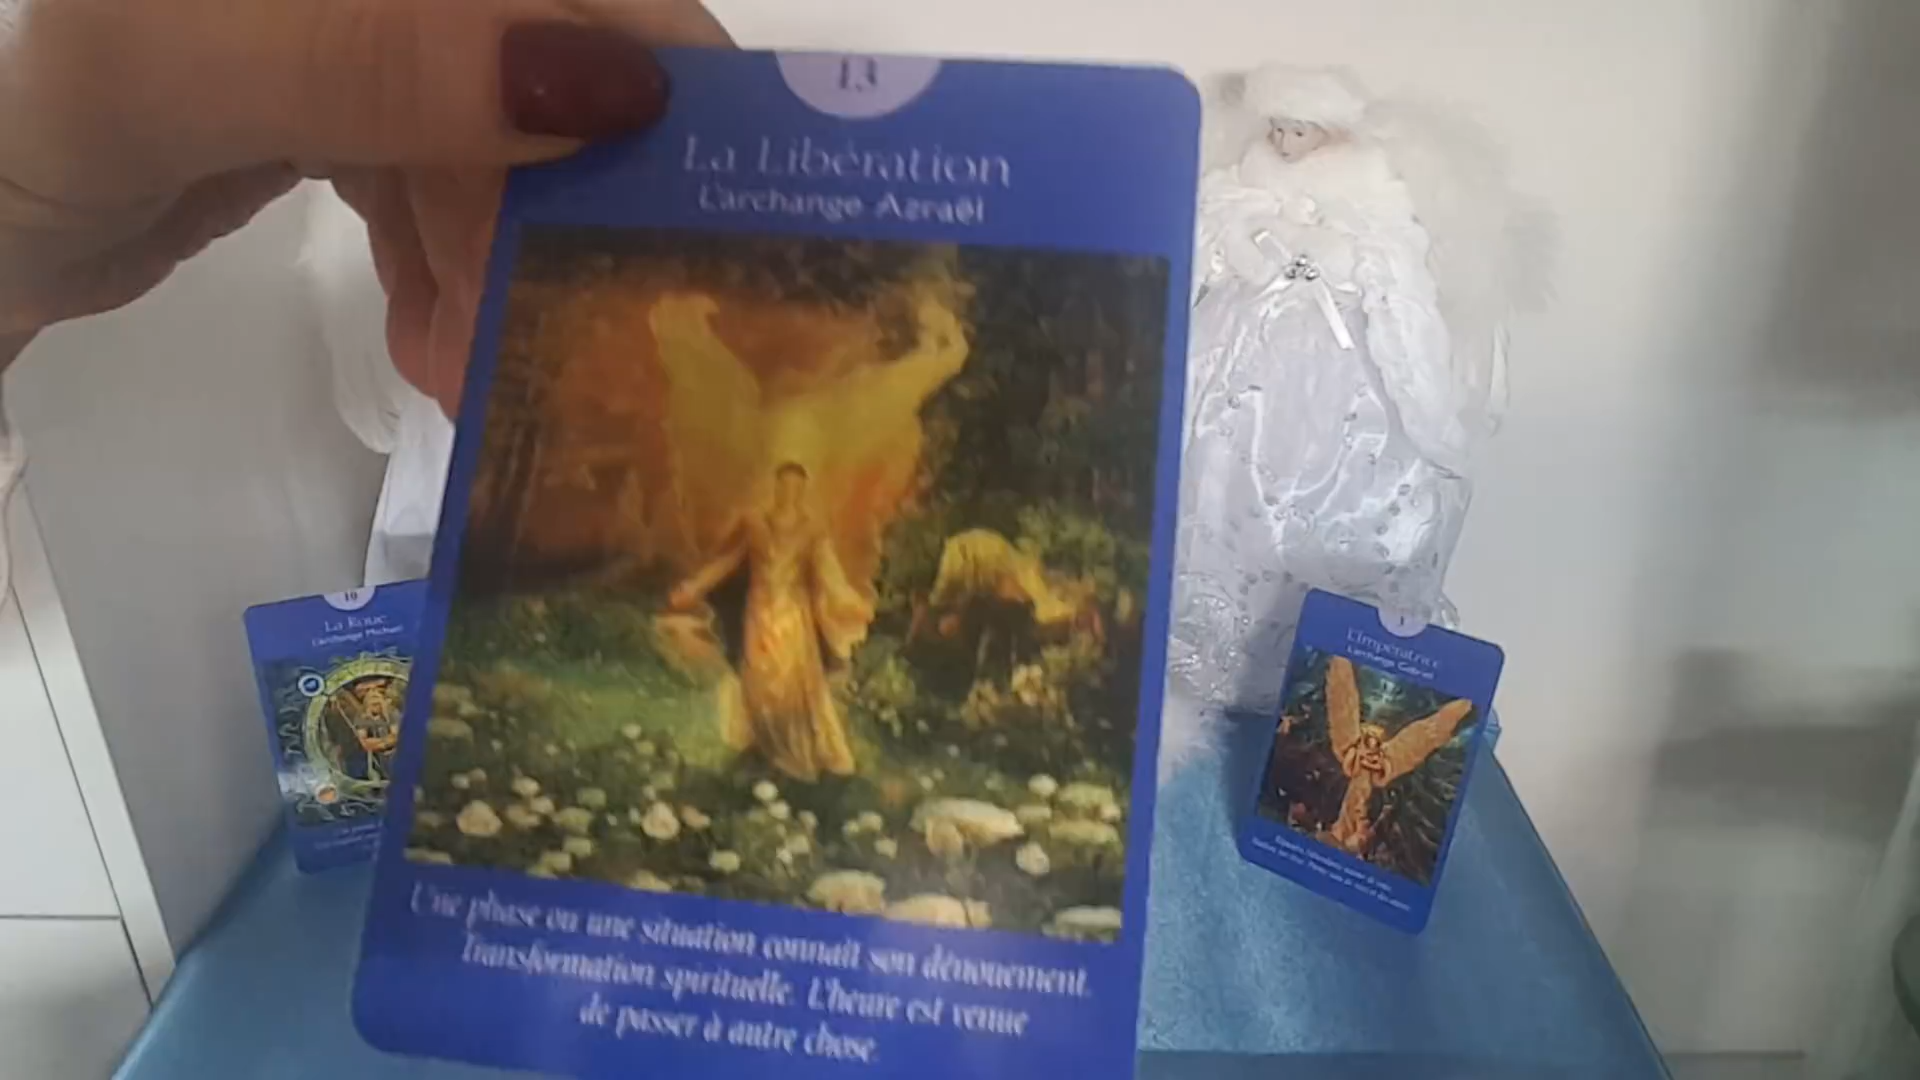 13
La Libération
L'archange Azraël
Une phase ou une situation connaît son dénouement.
Transformation spirituelle. L'heure est venue
de passer à autre chose.
10
La Roue
L'archange Michaël
3
L'Impératrice
L'archange Gabriel